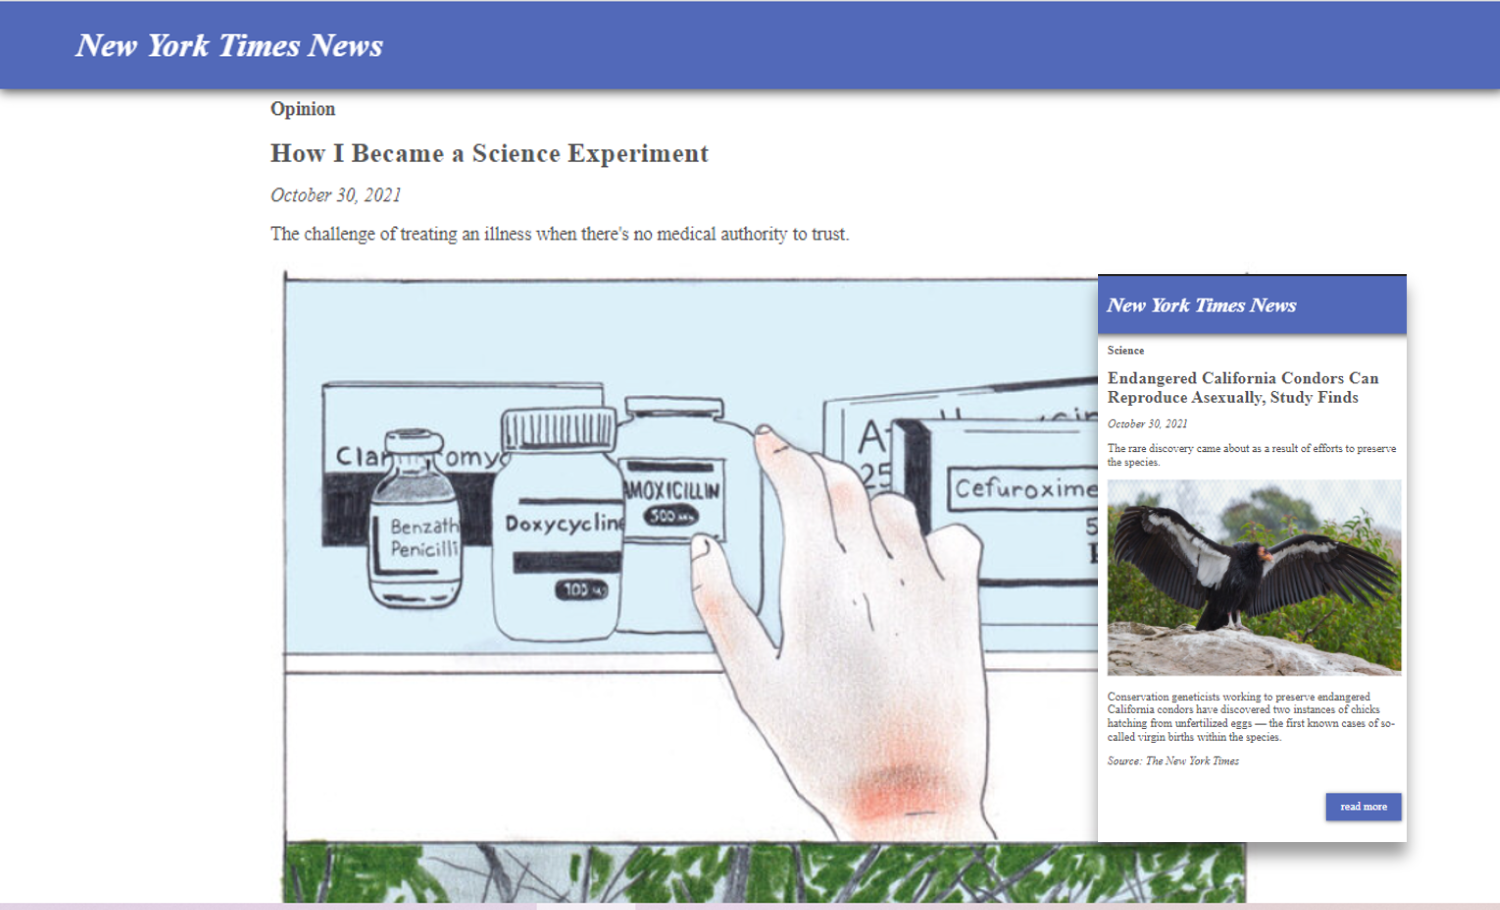 New York Times News
Opinion
How I Became a Science Experiment
October 30, 2021
The challenge of treating an illness when there's no medical authority to trust.
Benzath
Penicilli
Doxycycline
100
AMOXICILLIN
500
A
25
Cefuroxime
5
New York Times News
Science
Endangered California Condors Can
Reproduce Asexually, Study Finds
October 30, 2021
The rare discovery came about as a result of efforts to preserve
the species.
Conservation geneticists working to preserve endangered
California condors have discovered two instances of chicks
hatching from unfertilized eggs — the first known cases of so-
called virgin births within the species.
Source: The New York Times
read more